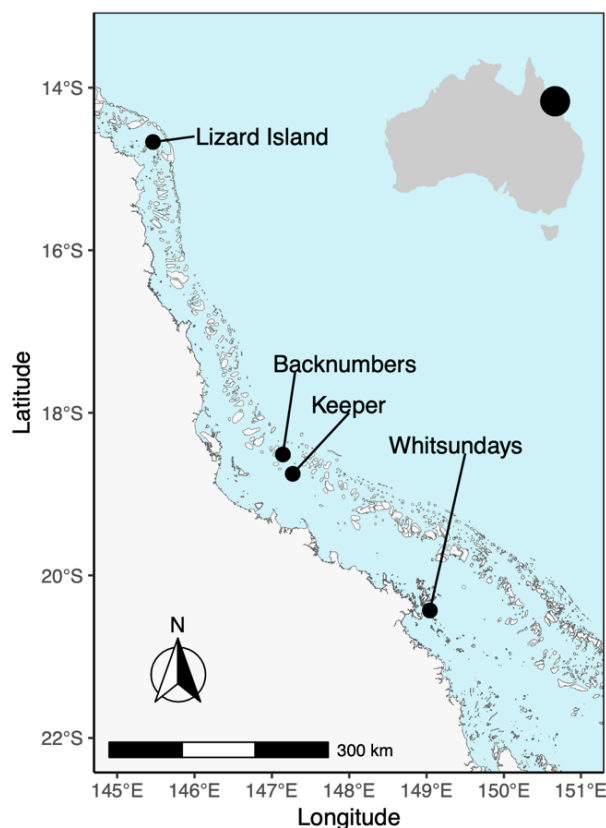 14°S
Lizard Island
16°S
Backnumbers
18°S
Keeper
Whitsundays
Latitude
20°S
N
22°S
300 km
145°E 146°E 147°E 148°E 149°E 150°E 151°E
Longitude